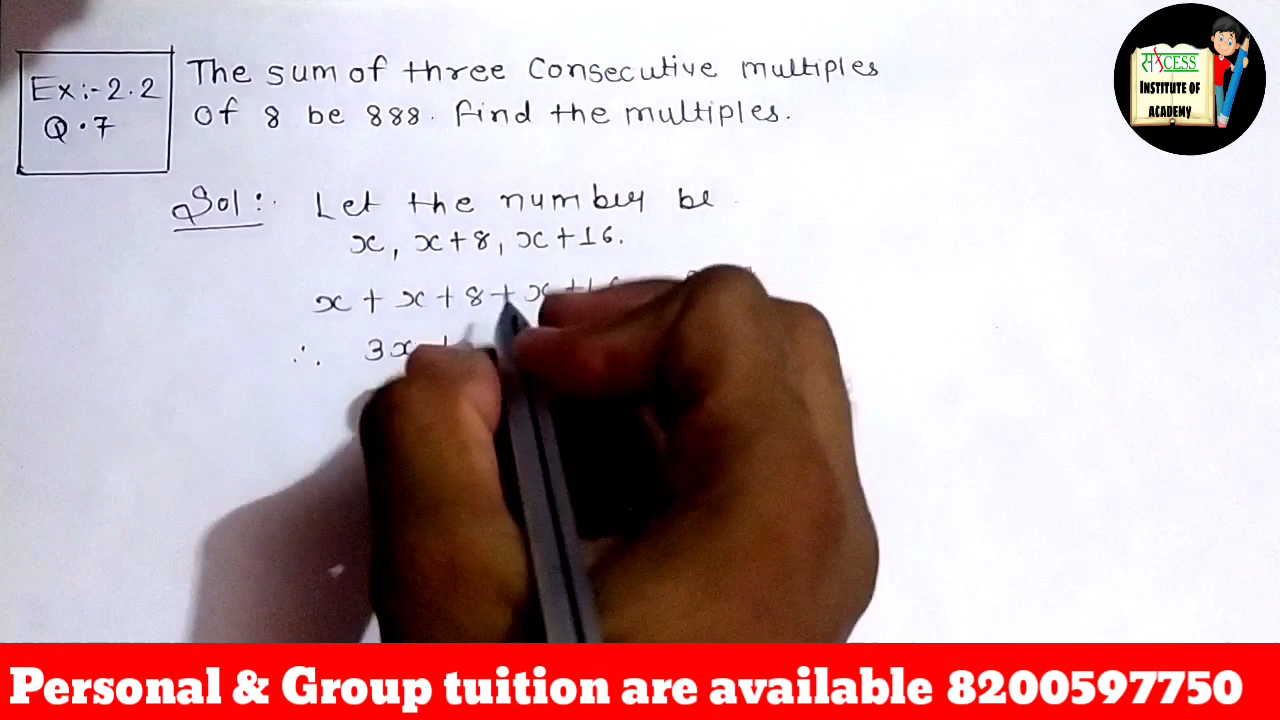 Ex:-2.2
Q.7
The sum of three consecutive multiples
of 8 be 888. find the multiples.
Sol:. Let the number be
x, x+8, x+16.
x + x + 8 + x +
∴ 3x
सક્સેCESS
INSTITUTE OF
ACADEMY
Personal & Group tuition are available 8200597750